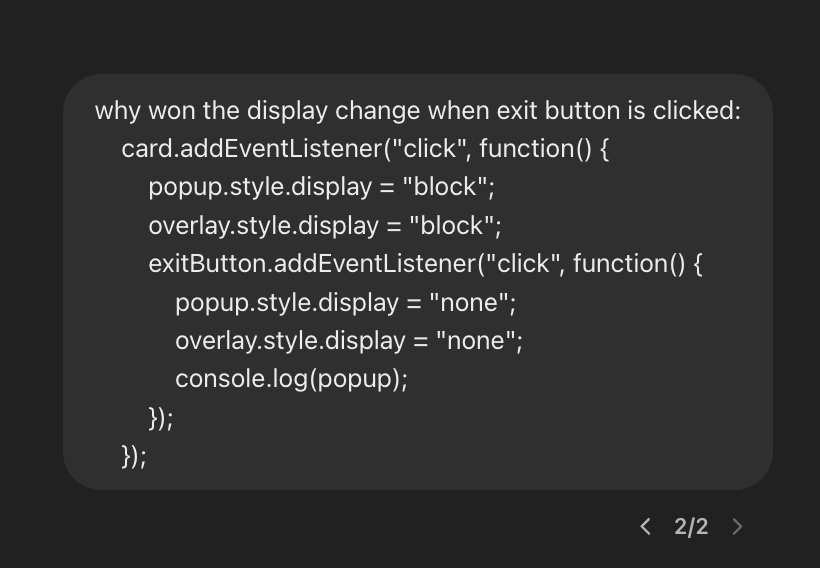 why won the display change when exit button is clicked:
card.addEventListener("click", function() {
popup.style.display = "block";
overlay.style.display = "block";
exitButton.addEventListener("click", function() {
popup.style.display = "none";
overlay.style.display = "none";
console.log(popup);
});
});
2/2